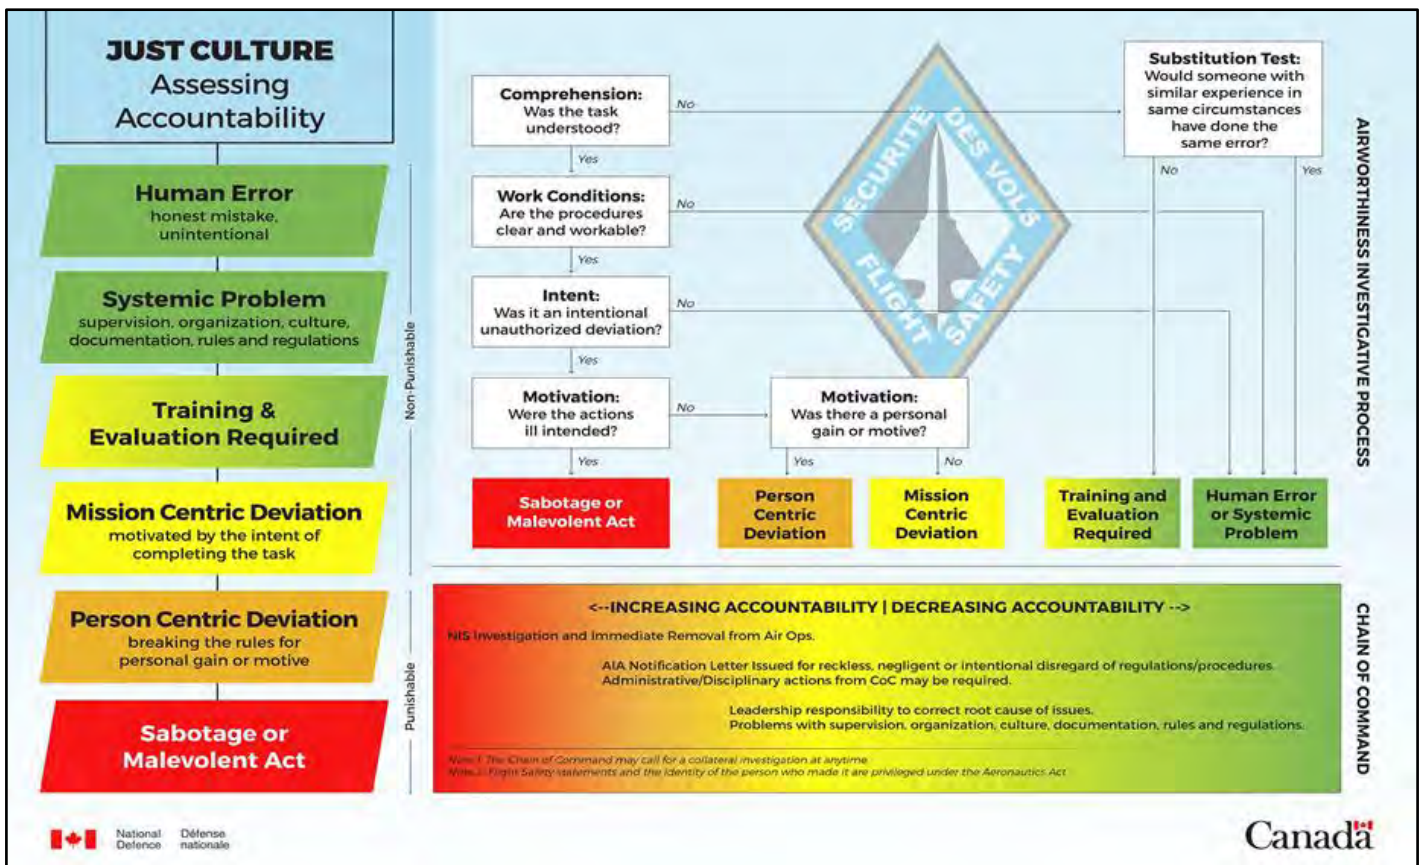 JUST CULTURE
Assessing
Accountability
Human Error
honest mistake,
unintentional
Systemic Problem
supervision, organization, culture,
documentation, rules and regulations
Training &
Evaluation Required
Mission Centric Deviation
motivated by the intent of
completing the task
Person Centric Deviation
breaking the rules for
personal gain or motive
Sabotage or
Malevolent Act
Non-Punishable
Punishable
Comprehension:
Was the task
understood?
No
Yes
Work Conditions:
Are the procedures
clear and workable?
No
Yes
Intent:
Was it an intentional
unauthorized deviation?
No
Yes
Motivation:
Were the actions
ill intended?
No
Yes
Motivation:
Was there a personal
gain or motive?
Yes
No
Substitution Test:
Would someone with
similar experience in
same circumstances
have done the
same error?
No
Yes
SECURITE
DES VOLS
FLIGHT
SAFETY
Sabotage or
Malevolent Act
Person
Centric
Deviation
Mission
Centric
Deviation
Training and
Evaluation
Required
Human Error
or Systemic
Problem
AIRWORTHINESS INVESTIGATIVE PROCESS
<--INCREASING ACCOUNTABILITY | DECREASING ACCOUNTABILITY -->
NIS Investigation and Immediate Removal from Air Ops.
AIA Notification Letter Issued for reckless, negligent or intentional disregard of regulations/procedures.
Administrative/Disciplinary actions from CoC may be required.
Leadership responsibility to correct root cause of issues.
Problems with supervision, organization, culture, documentation, rules and regulations.
Note 1: The Chain of Command may call for a collateral investigation at anytime.
Note 2: Flight Safety statements and the identity of the person who made it are privileged under the Aeronautics Act
CHAIN OF COMMAND
National Défense
Defence nationale
Canada